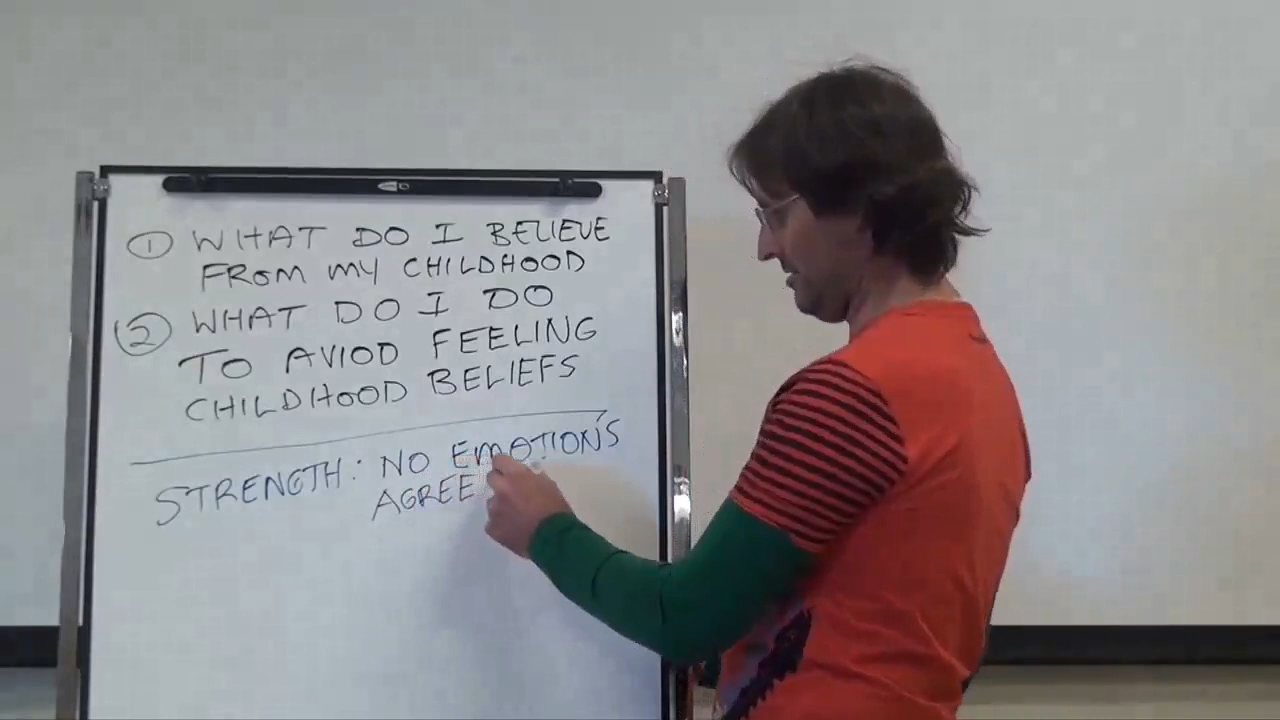 ① WHAT DO I BELIEVE
FROM MY CHILDHOOD
② WHAT DO I DO
TO AVIOD FEELING
CHILDHOOD BELIEFS
STRENGTH: NO EMOTIONS
AGREE